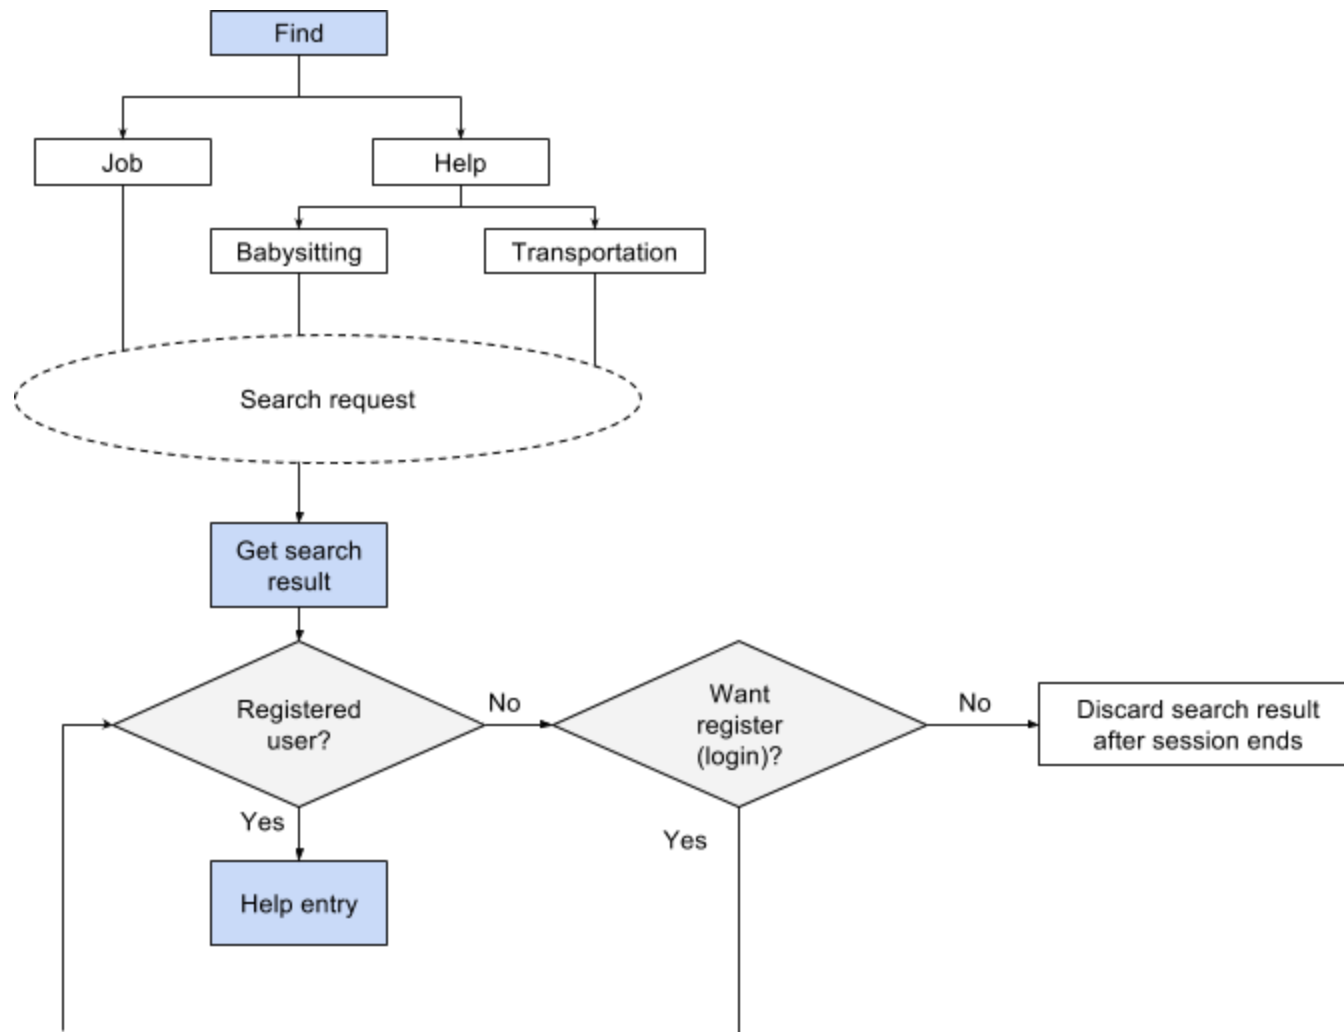 Find
Job
Help
Babysitting
Transportation
Search request
Get search
result
Registered
user?
No
Want
register
(login)?
No
Discard search result
after session ends
Yes
Yes
Help entry